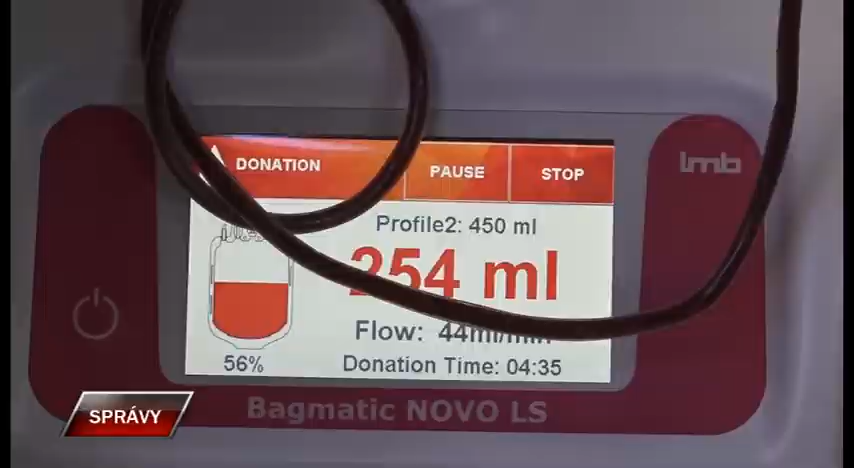 DONATION
PAUSE
STOP
lmb
Profile2: 450 ml
254 ml
Flow: 44ml/min
56%
Donation Time: 04:35
SPRÁVY
Bagmatic NOVO LS